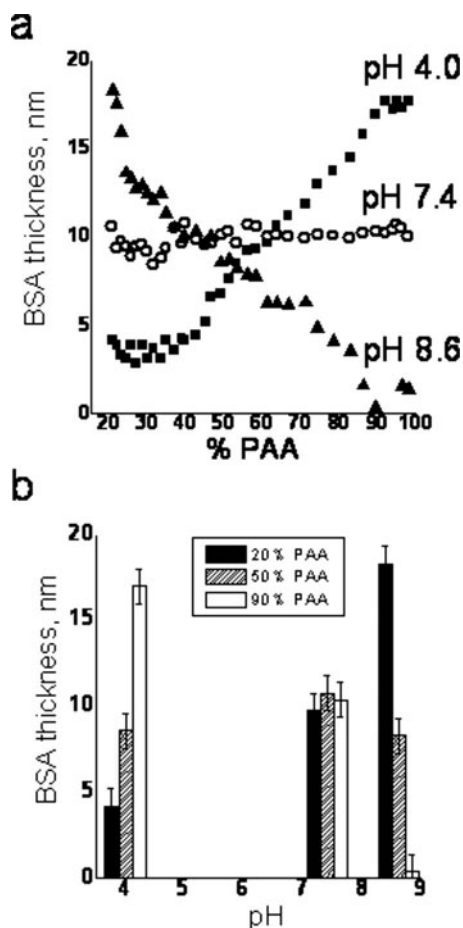 a
BSA thickness, nm
20
15
10
5
0
pH 4.0
pH 7.4
pH 8.6
20 30 40 50 60 70 80 90 100
% PAA
b
BSA thickness, nm
20
15
10
5
0
20% PAA
50% PAA
90% PAA
4 5 6 7 8 9
pH